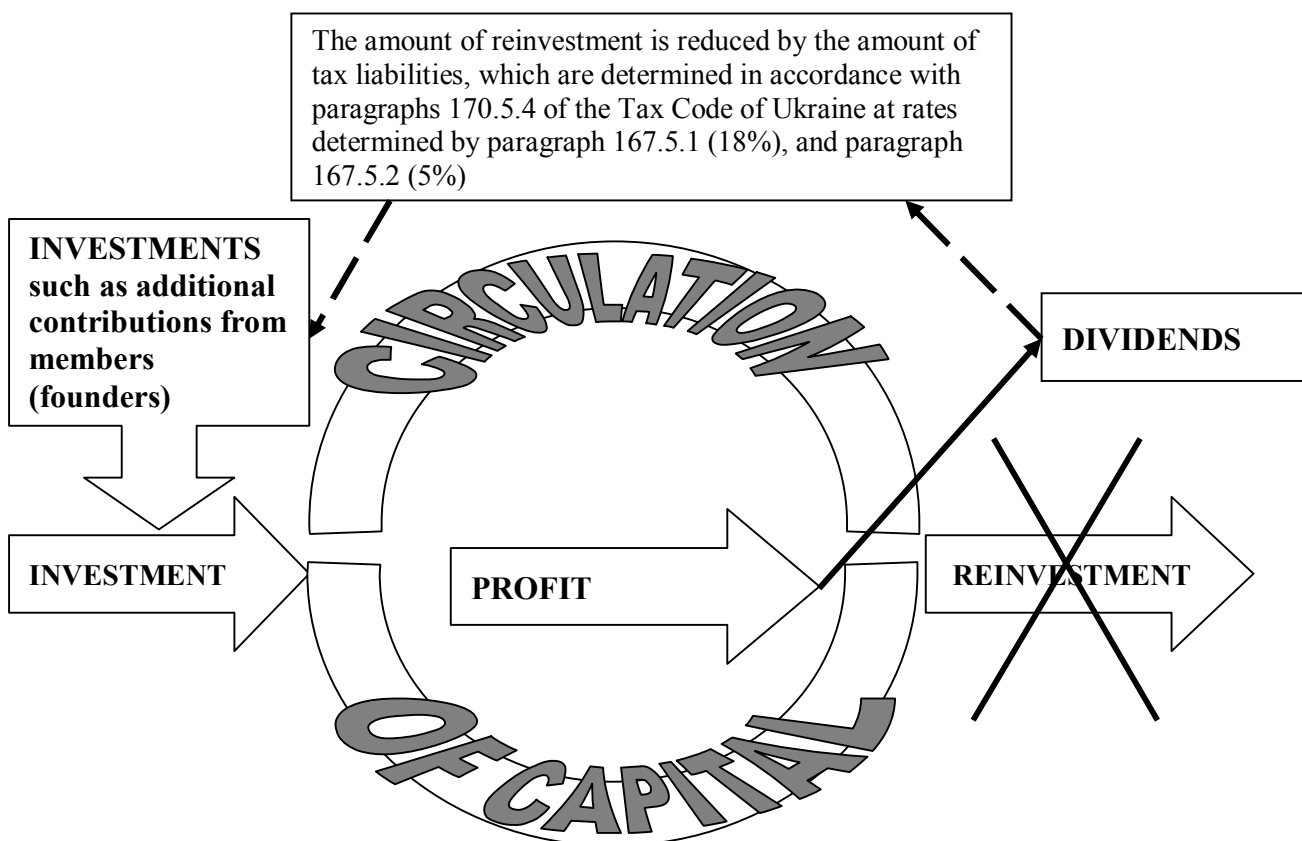 The amount of reinvestment is reduced by the amount of
tax liabilities, which are determined in accordance with
paragraphs 170.5.4 of the Tax Code of Ukraine at rates
determined by paragraph 167.5.1 (18%), and paragraph
167.5.2 (5%)
INVESTMENTS
such as additional
contributions from
members
(founders)
CIRCULATION
DIVIDENDS
INVESTMENT
PROFIT
REINVESTMENT
OF CAPITAL